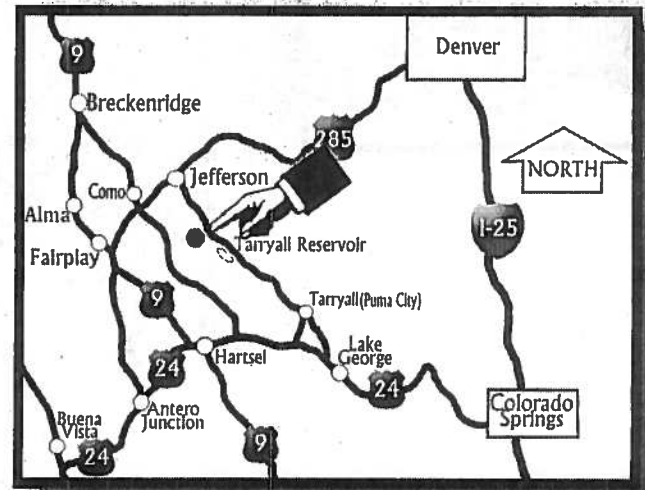 9
Denver
Breckenridge
285
NORTH
Jefferson
Como
Alma
I-25
Tarryall Reservoir
Fairplay
9
Tarryall (Puma City)
Hartsel
Lake
George
24
24
Colorado
Springs
Antero
Junction
Buena
Vista
24
9